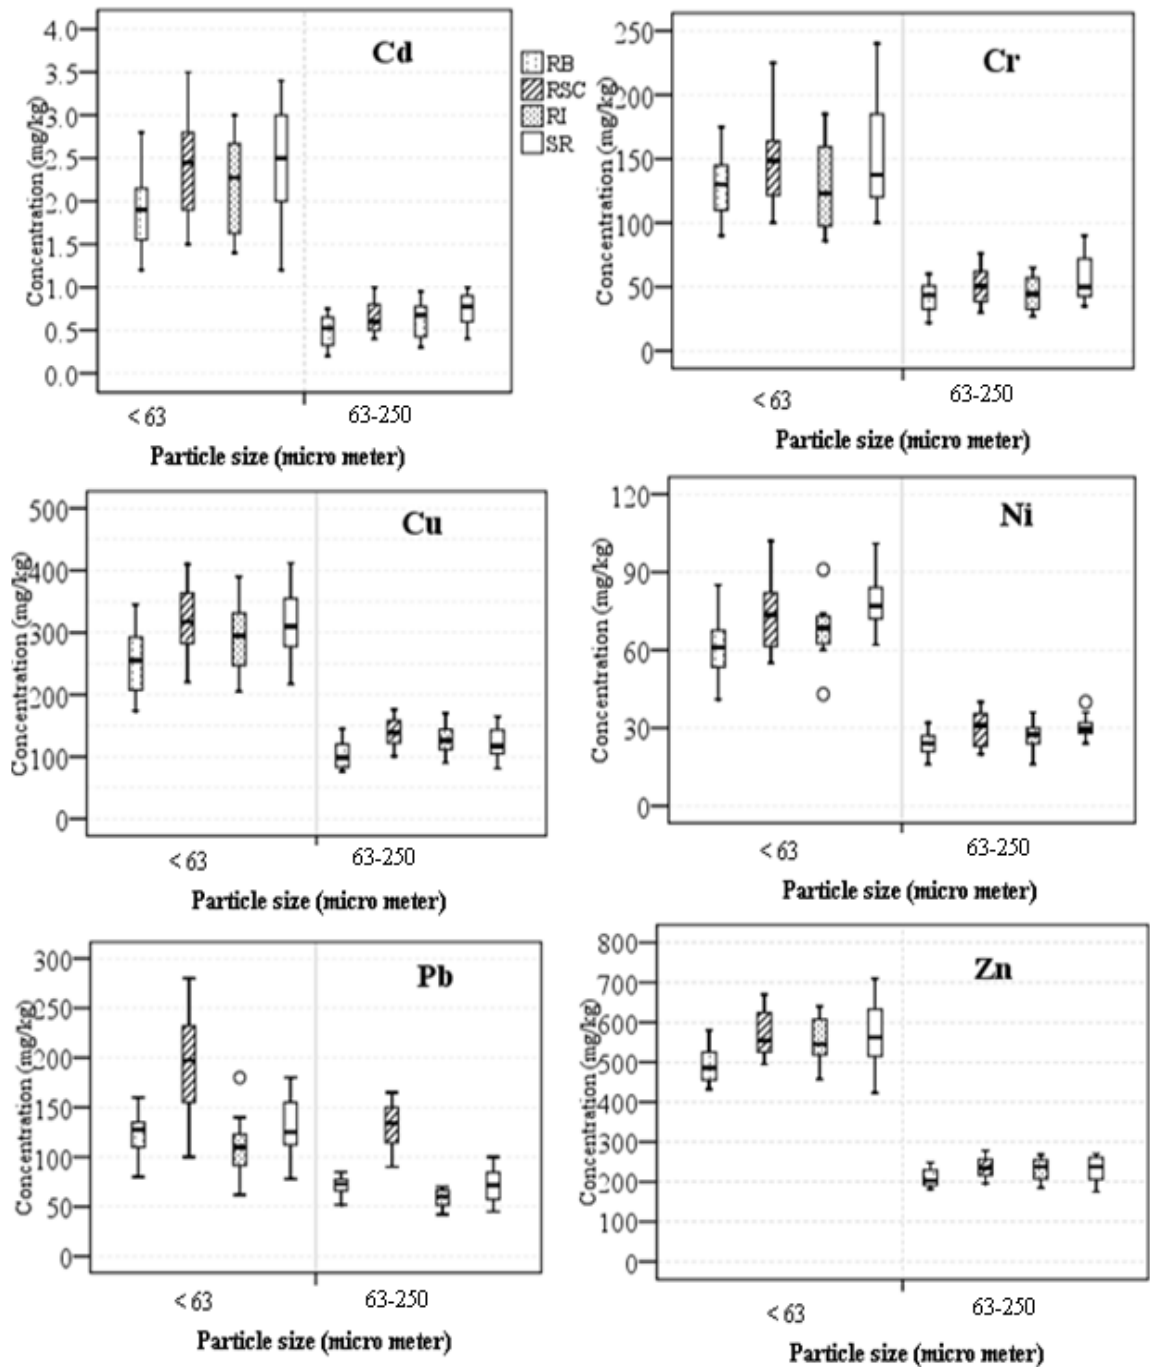 Cd
4.0
3.5
3.0
2.5
2.0
1.5
1.0
0.5
0.0
Concentration (mg/kg)
< 63
63-250
Particle size (micro meter)
RB
RSC
RI
SR
Cr
250
200
150
100
50
0
Concentration (mg/kg)
< 63
63-250
Particle size (micro meter)
Cu
500
400
300
200
100
0
Concentration (mg/kg)
< 63
63-250
Particle size (micro meter)
Ni
120
90
60
30
0
Concentration (mg/kg)
< 63
63-250
Particle size (micro meter)
Pb
300
250
200
150
100
50
0
Concentration (mg/kg)
< 63
63-250
Particle size (micro meter)
Zn
800
700
600
500
400
300
200
100
0
Concentration (mg/kg)
< 63
63-250
Particle size (micro meter)